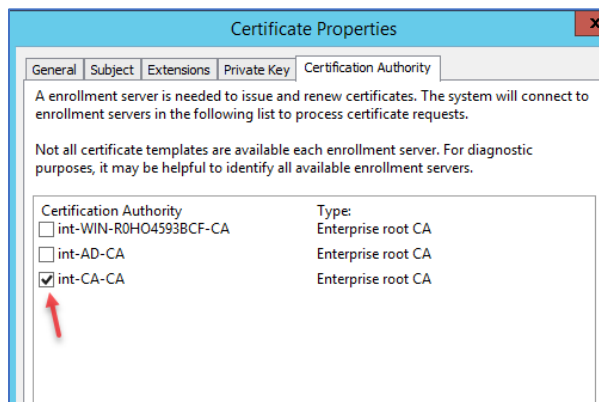 Certificate Properties
x
General Subject Extensions Private Key Certification Authority
A enrollment server is needed to issue and renew certificates. The system will connect to
enrollment servers in the following list to process certificate requests.
Not all certificate templates are available each enrollment server. For diagnostic
purposes, it may be helpful to identify all available enrollment servers.
Certification Authority Type:
int-WIN-R0HO4593BCF-CA Enterprise root CA
int-AD-CA Enterprise root CA
int-CA-CA Enterprise root CA